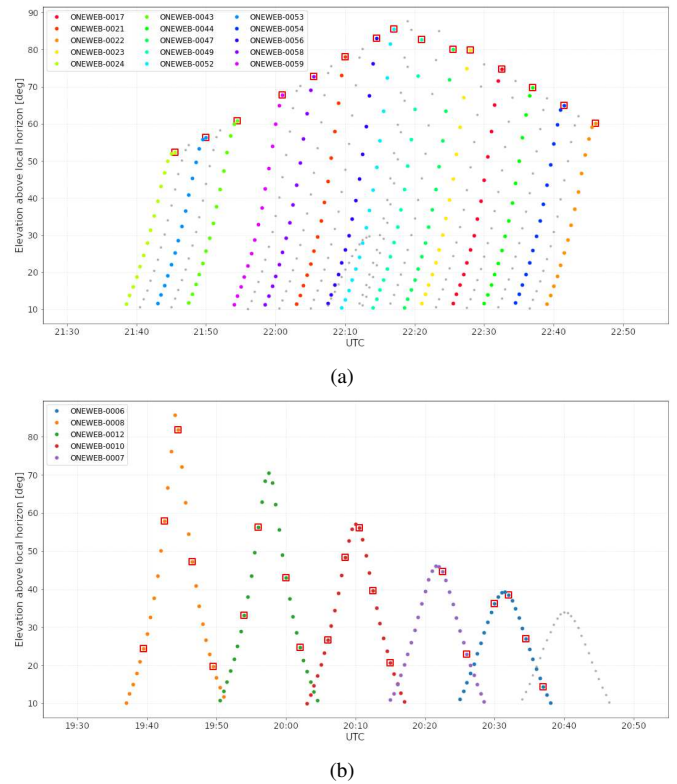 90
80
70
60
50
40
30
20
10
Elevation above local horizon [deg]
ONEWEB-0017 ONEWEB-0043 ONEWEB-0053
ONEWEB-0021 ONEWEB-0044 ONEWEB-0054
ONEWEB-0022 ONEWEB-0047 ONEWEB-0056
ONEWEB-0023 ONEWEB-0049 ONEWEB-0058
ONEWEB-0024 ONEWEB-0052 ONEWEB-0059
21:30 21:40 21:50 22:00 22:10 22:20 22:30 22:40 22:50
UTC
(a)
80
70
60
50
40
30
20
10
Elevation above local horizon [deg]
ONEWEB-0006
ONEWEB-0008
ONEWEB-0012
ONEWEB-0010
ONEWEB-0007
19:30 19:40 19:50 20:00 20:10 20:20 20:30 20:40 20:50
UTC
(b)